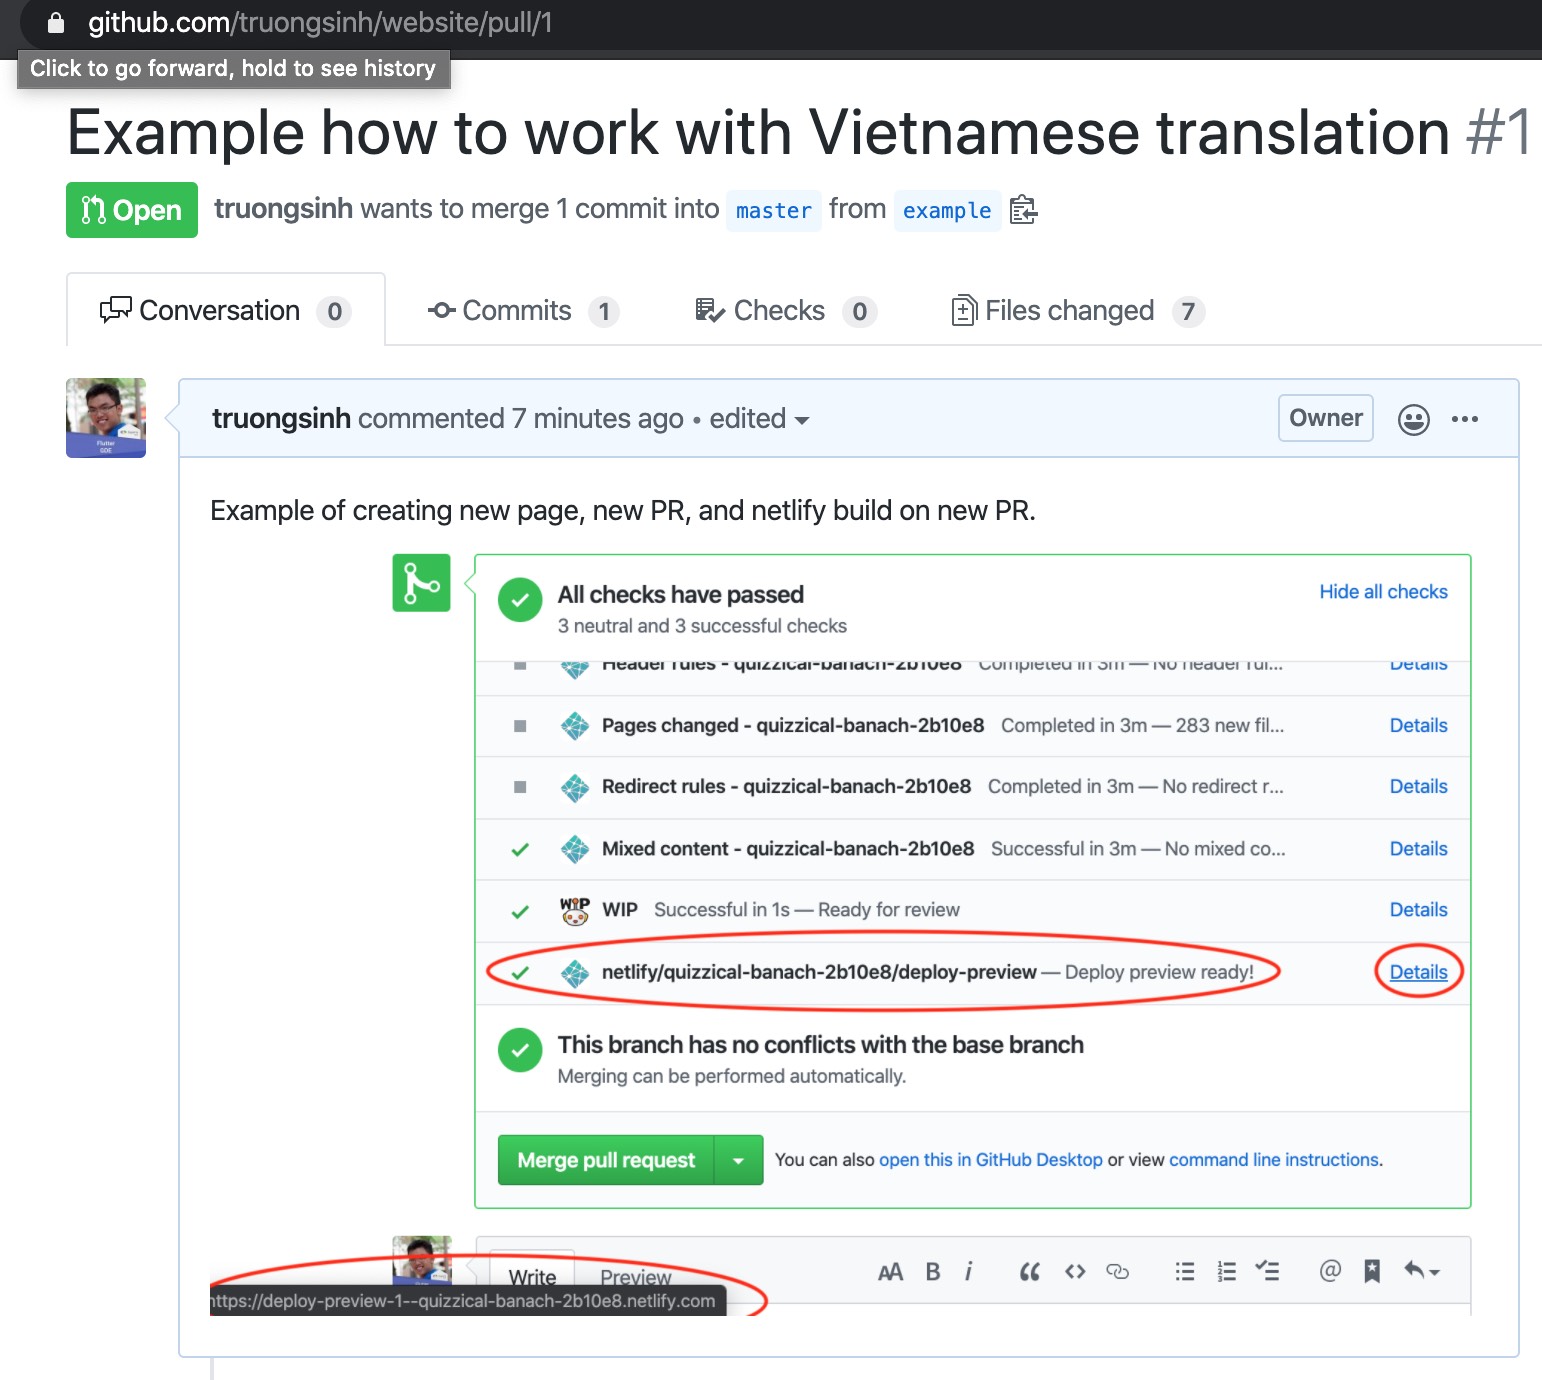 github.com/truongsinh/website/pull/1
Click to go forward, hold to see history
Example how to work with Vietnamese translation #1
Open truongsinh wants to merge 1 commit into master from example
Conversation 0 Commits 1 Checks 0 Files changed 7
truongsinh commented 7 minutes ago • edited Owner
Flutter
GDE
Example of creating new page, new PR, and netlify build on new PR.
All checks have passed Hide all checks
3 neutral and 3 successful checks
Header rules - quizzical-banach-2b10e8 Completed in 3m — No header rul... Details
Pages changed - quizzical-banach-2b10e8 Completed in 3m — 283 new fil... Details
Redirect rules - quizzical-banach-2b10e8 Completed in 3m — No redirect r... Details
Mixed content - quizzical-banach-2b10e8 Successful in 3m — No mixed co... Details
WIP WIP Successful in 1s — Ready for review Details
netlify/quizzical-banach-2b10e8/deploy-preview — Deploy preview ready! Details
This branch has no conflicts with the base branch
Merging can be performed automatically.
Merge pull request You can also open this in GitHub Desktop or view command line instructions.
Write Preview AA B i
https://deploy-preview-1--quizzical-banach-2b10e8.netlify.com